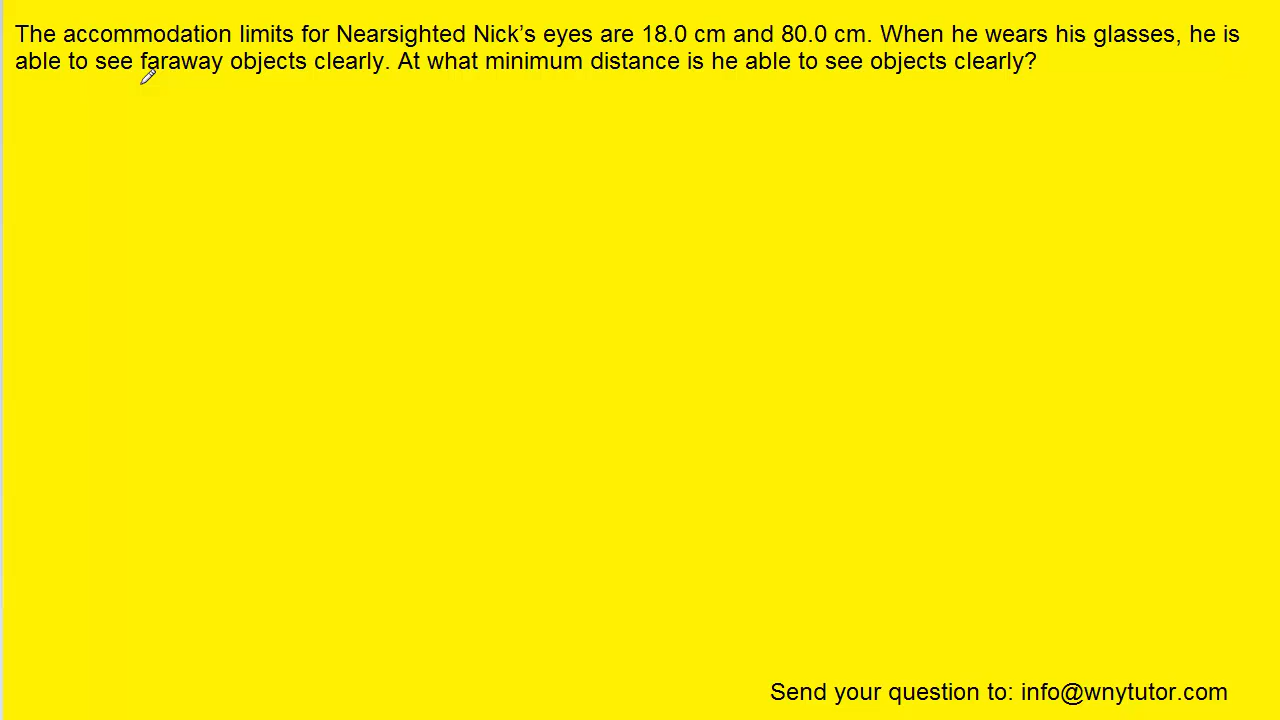 The accommodation limits for Nearsighted Nick’s eyes are 18.0 cm and 80.0 cm. When he wears his glasses, he is
able to see faraway objects clearly. At what minimum distance is he able to see objects clearly?
Send your question to: info@wnytutor.com